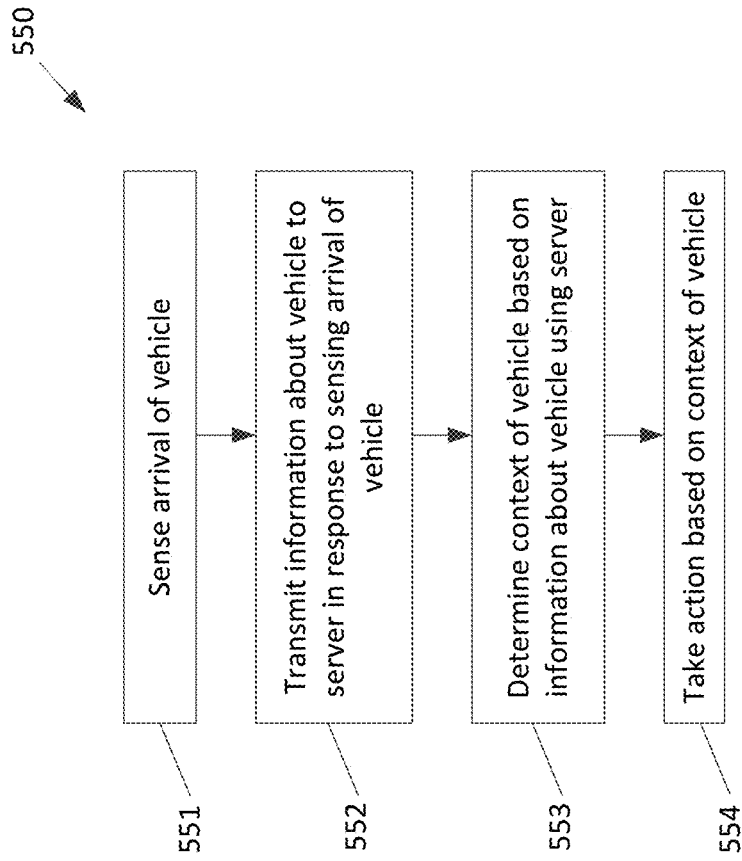 550
551
Sense arrival of vehicle
552
Transmit information about vehicle to
server in response to sensing arrival of
vehicle
553
Determine context of vehicle based on
information about vehicle using server
554
Take action based on context of vehicle